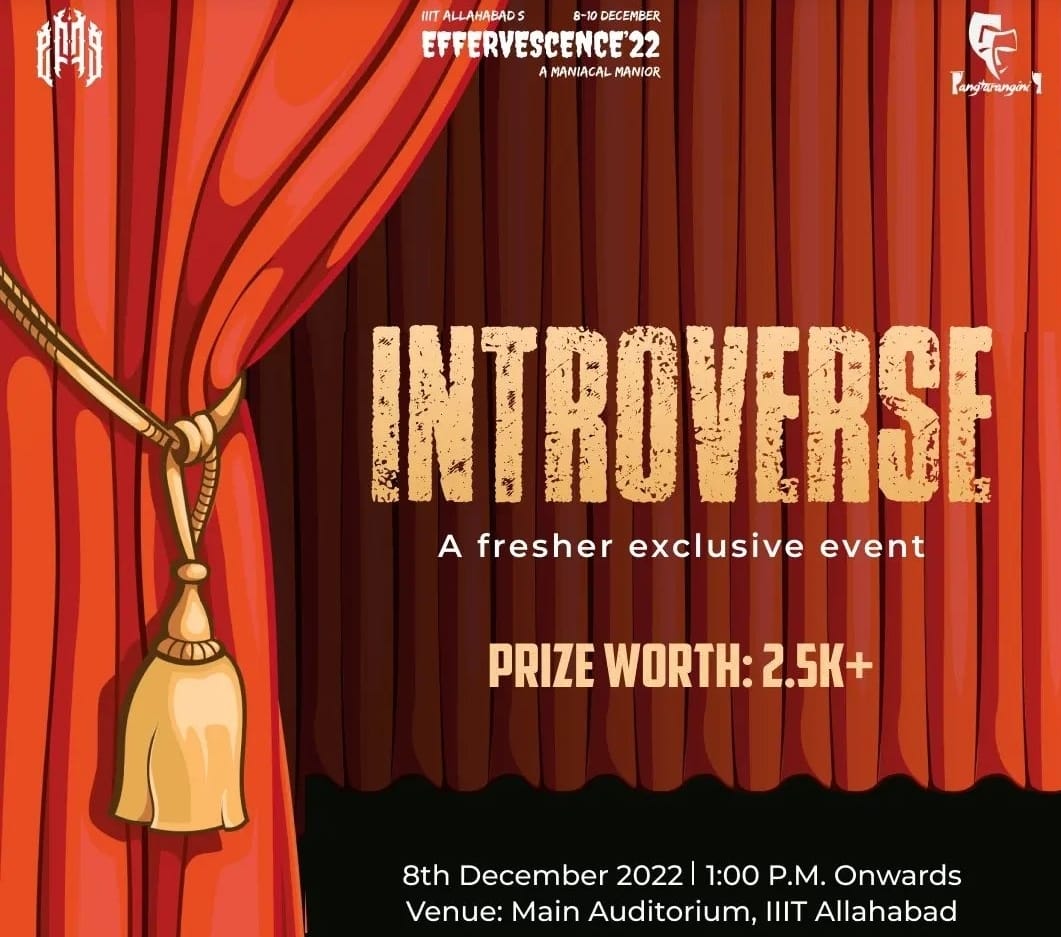 IIIT ALLAHABAD S 8-10 DECEMBER
EFFERVESCENCE'22
A MANIACAL MANIOR
Rangtarangini
INTROVERSE
A fresher exclusive event
PRIZE WORTH: 2.5K+
8th December 2022 | 1:00 P.M. Onwards
Venue: Main Auditorium, IIIT Allahabad